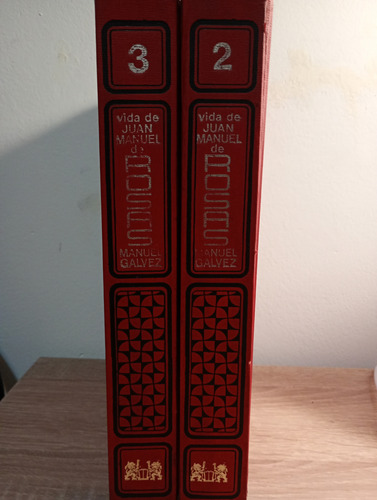 3
vida de
JUAN
MANUEL
de
ROSAS
MANUEL
GALVEZ
2
vida de
JUAN
MANUEL
de
ROSAS
MANUEL
GALVEZ